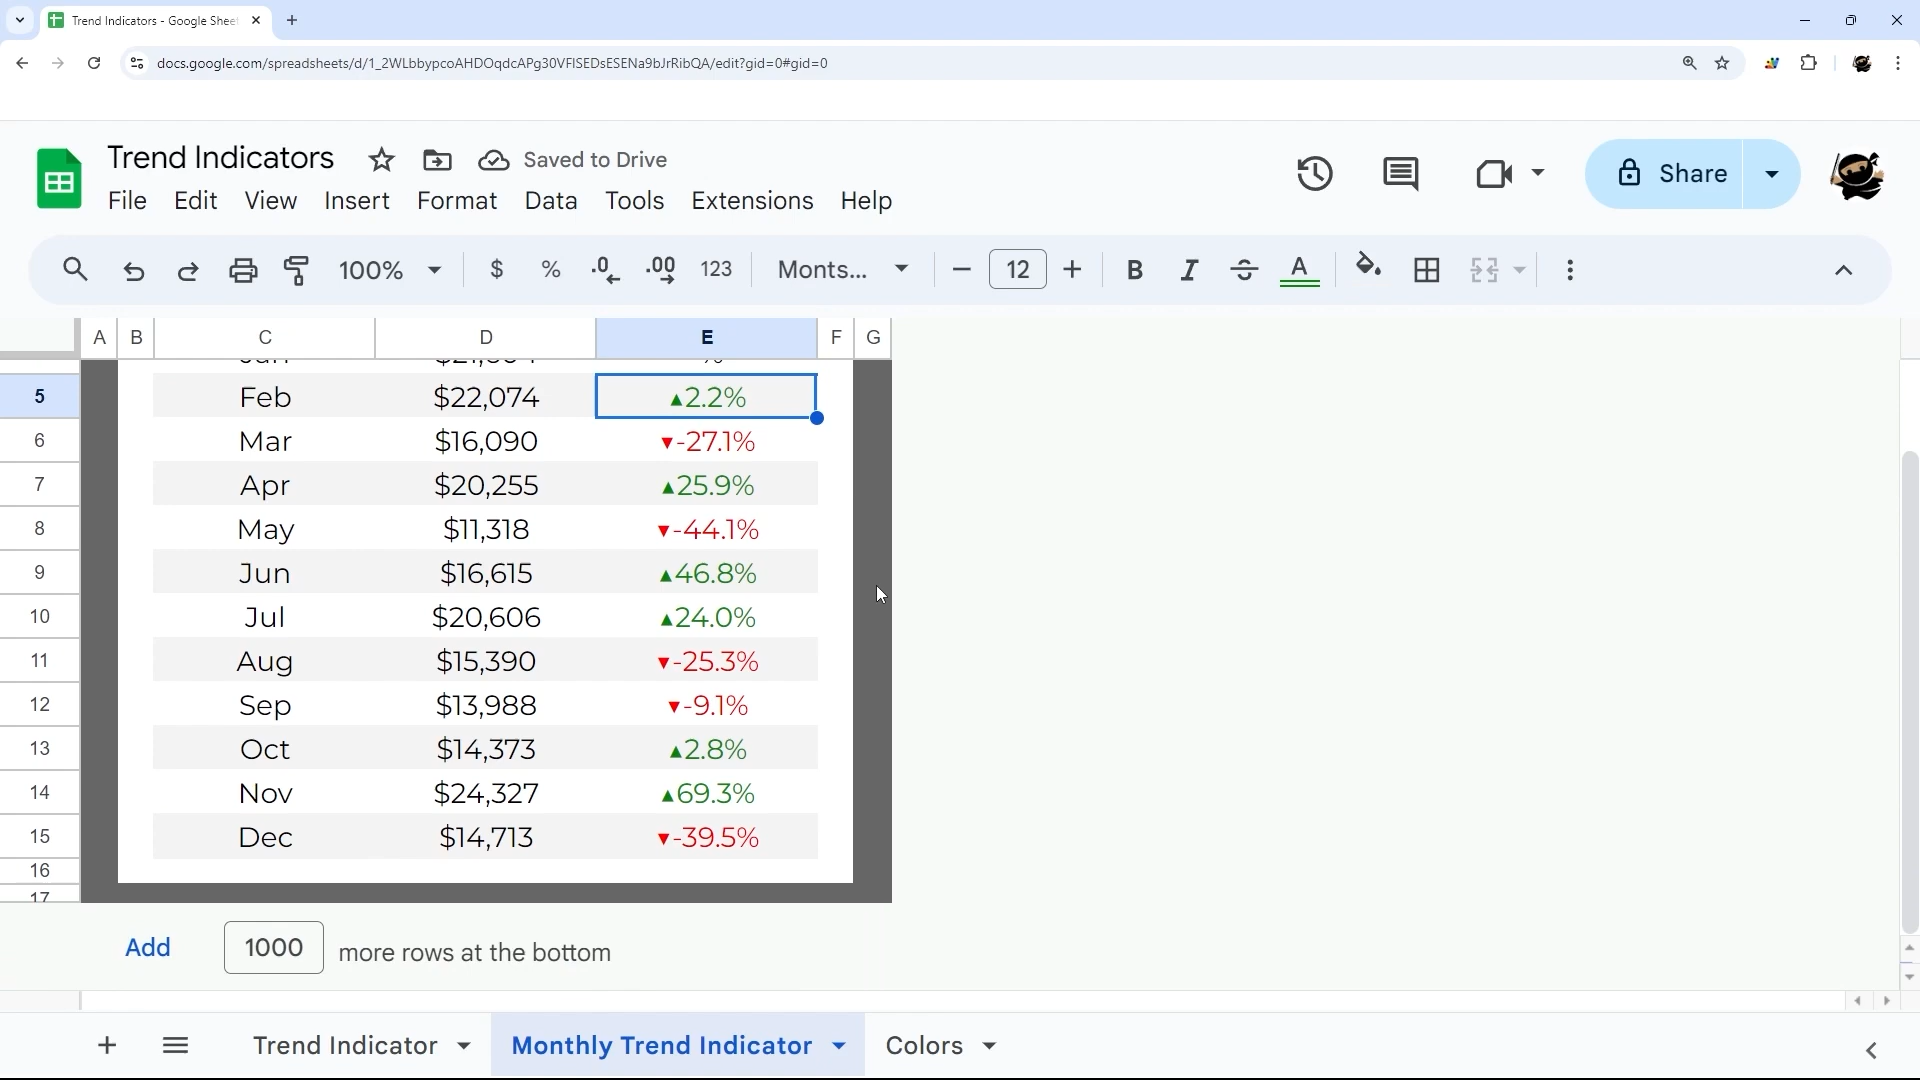 Trend Indicators - Google Sheet
docs.google.com/spreadsheets/d/1_2WLbbypcoAHDOqdcAPg30VFISEDsESENa9bJrRibQA/edit?gid=0#gid=0
Trend Indicators Saved to Drive
File Edit View Insert Format Data Tools Extensions Help
Share
100% $ % .0 .00 123 Monts... 12 B I A
A B C D E F G
5 Feb $22,074 ▲2.2%
6 Mar $16,090 ▼-27.1%
7 Apr $20,255 ▲25.9%
8 May $11,318 ▼-44.1%
9 Jun $16,615 ▲46.8%
10 Jul $20,606 ▲24.0%
11 Aug $15,390 ▼-25.3%
12 Sep $13,988 ▼-9.1%
13 Oct $14,373 ▲2.8%
14 Nov $24,327 ▲69.3%
15 Dec $14,713 ▼-39.5%
16
17
Add 1000 more rows at the bottom
Trend Indicator Monthly Trend Indicator Colors